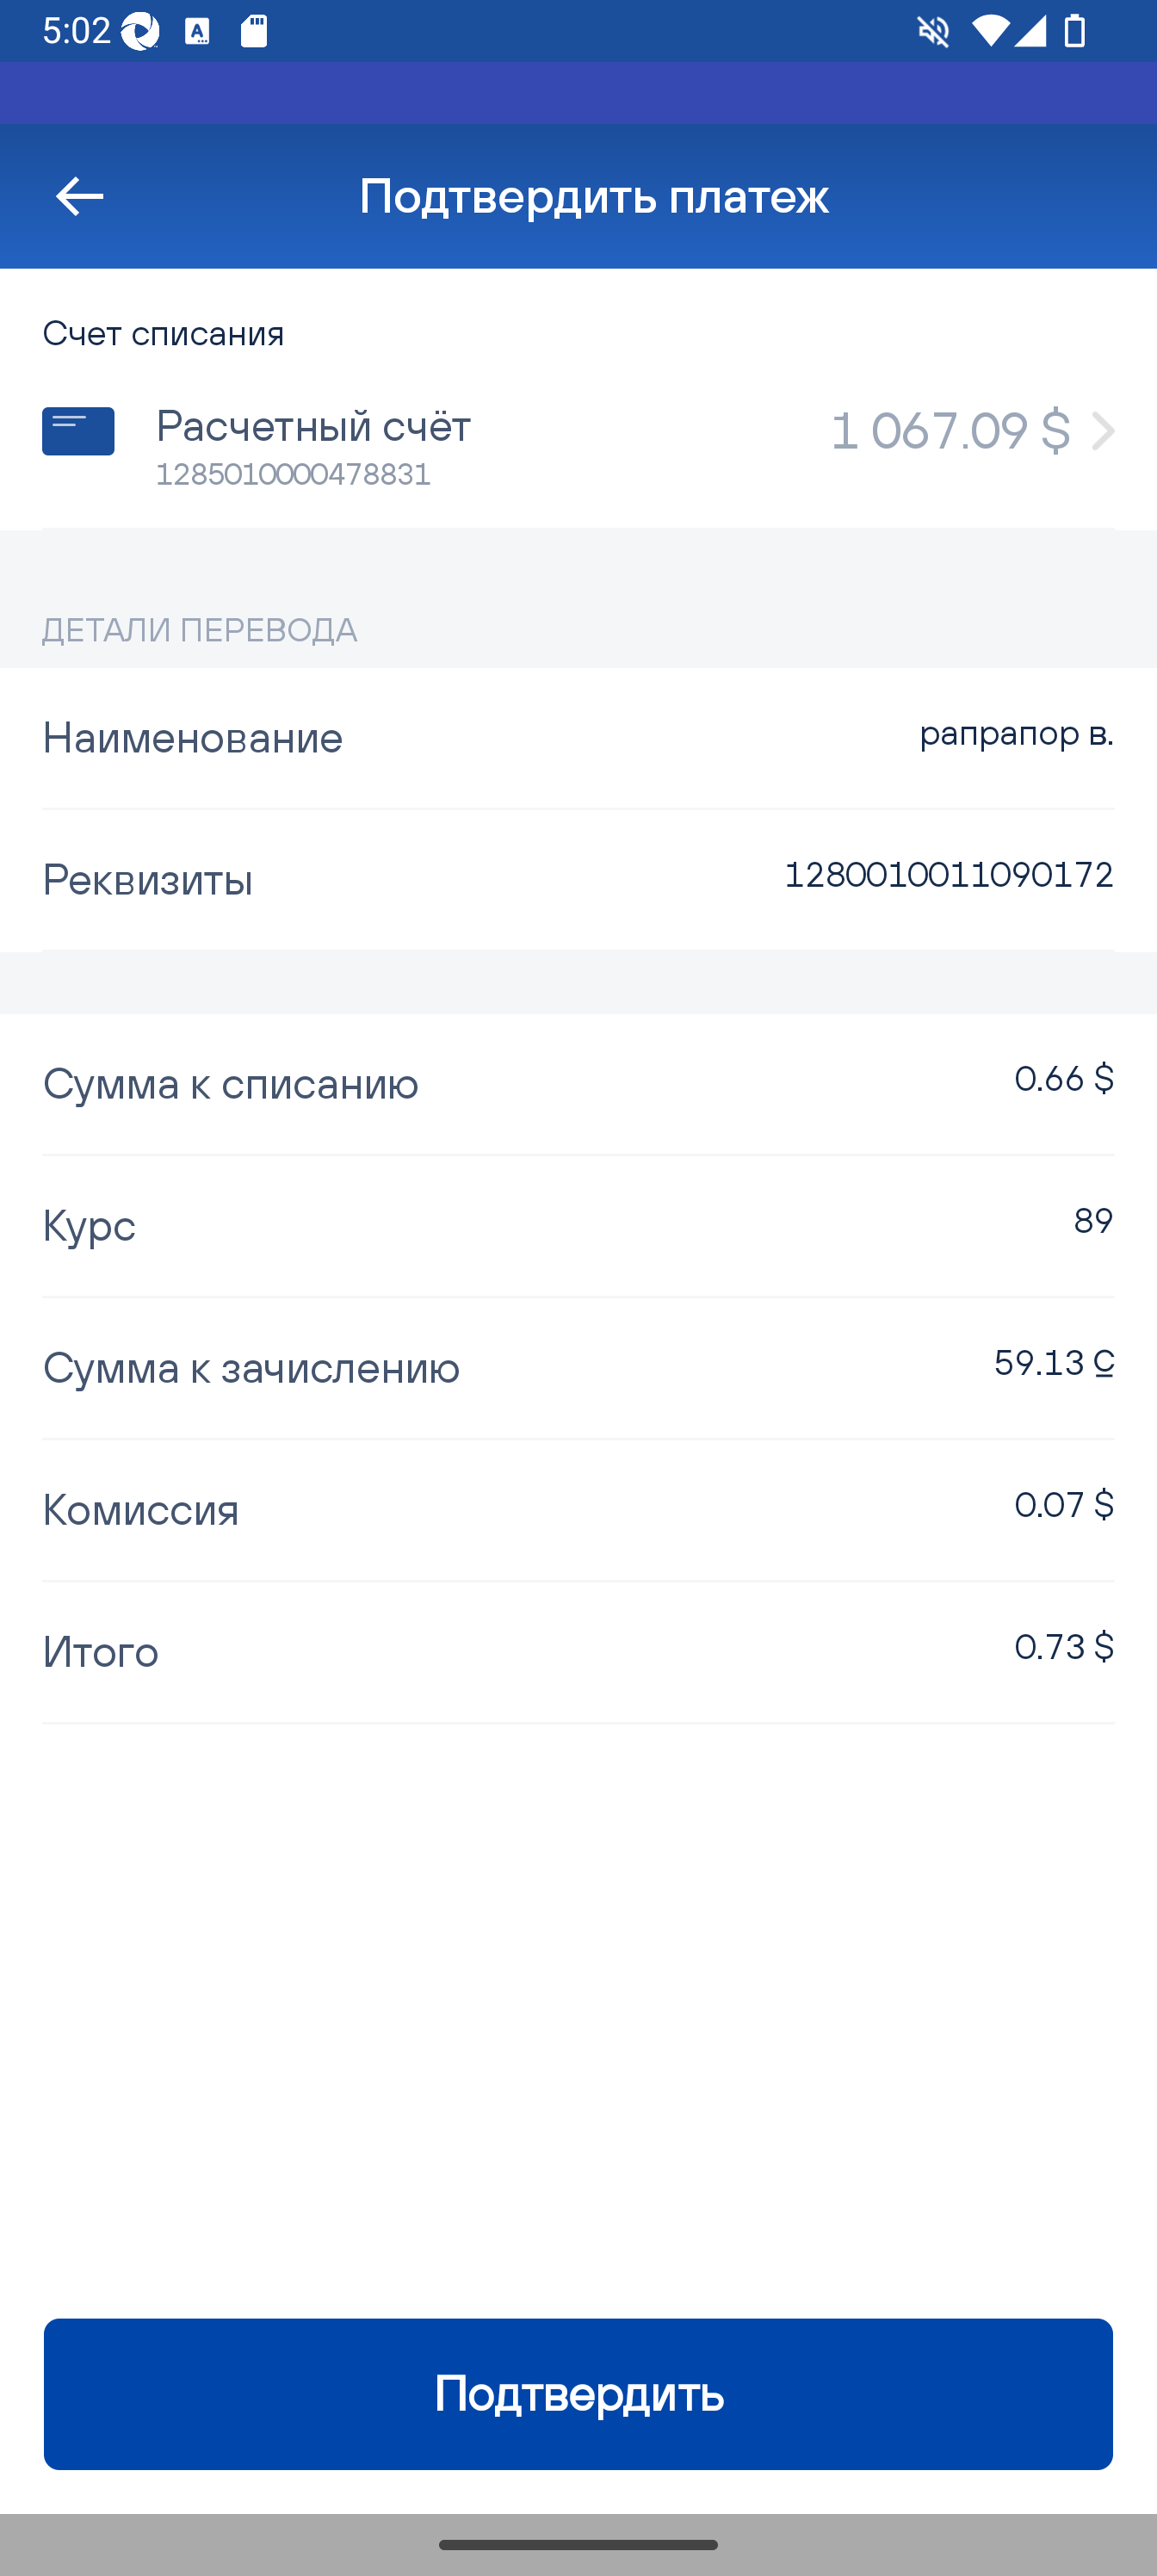 5:02
Подтвердить платеж
Счет списания
Расчетный счёт
1 067.09 $
1285010000478831
ДЕТАЛИ ПЕРЕВОДА
Наименование
рапрапор в.
Реквизиты
1280010011090172
Сумма к списанию
0.66 $
Курс
89
Сумма к зачислению
59.13 С
Комиссия
0.07 $
Итого
0.73 $
Подтвердить